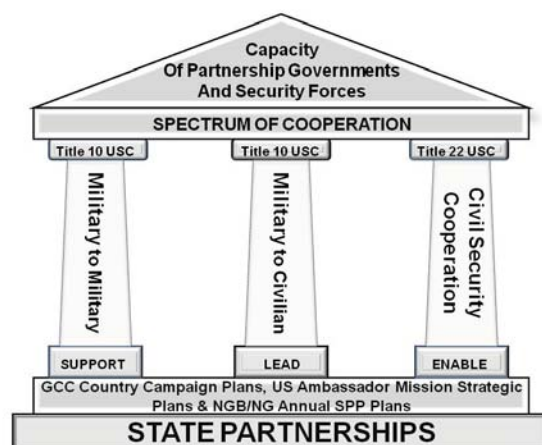 Capacity
Of Partnership Governments
And Security Forces
SPECTRUM OF COOPERATION
Title 10 USC
Title 10 USC
Title 22 USC
Military to Military
Military to Civilian
Civil Security
Cooperation
SUPPORT
LEAD
ENABLE
GCC Country Campaign Plans, US Ambassador Mission Strategic
Plans & NGB/NG Annual SPP Plans
STATE PARTNERSHIPS